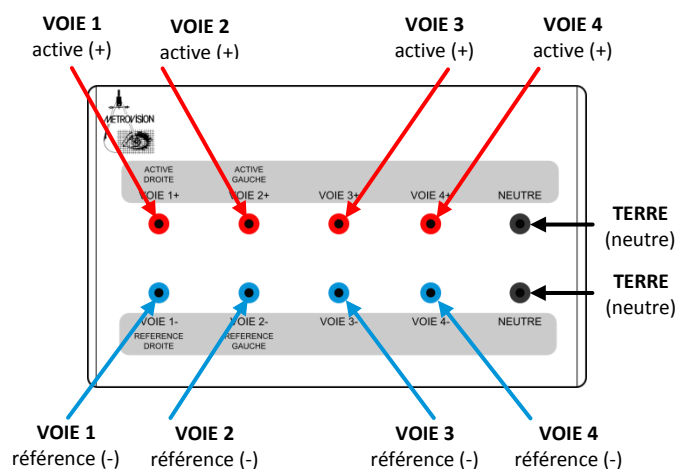 VOIE 1
active (+)
VOIE 2
active (+)
VOIE 3
active (+)
VOIE 4
active (+)
METROVISION
ACTIVE
DROITE
VOIE 1+
ACTIVE
GAUCHE
VOIE 2+
VOIE 3+
VOIE 4+
NEUTRE
TERRE
(neutre)
TERRE
(neutre)
VOIE 1-
REFERENCE
DROITE
VOIE 2-
REFERENCE
GAUCHE
VOIE 3-
VOIE 4-
NEUTRE
VOIE 1
référence (-)
VOIE 2
référence (-)
VOIE 3
référence (-)
VOIE 4
référence (-)